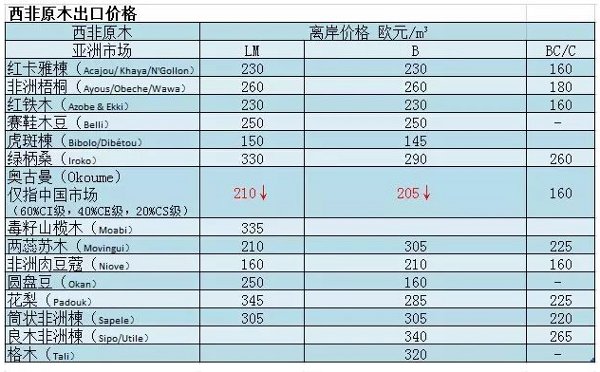 西非原木出口价格
西非原木 离岸价格 欧元/m³
亚洲市场 LM B BC/C
红卡雅楝（Acajou/ Khaya/N'Gollon） 230 230 160
非洲梧桐（Ayous/Obeche/Wawa） 260 260 180
红铁木（Azobe & Ekki） 230 230 160
赛鞋木豆（Belli） 250 250 -
虎斑楝（Bibolo/Dibétou） 150 145
绿柄桑（Iroko） 330 290 260
奥古曼（Okoume）
仅指中国市场 210↓ 205↓ 160
（60%CI级，40%CE级，20%CS级）
毒籽山榄木（Moabi） 335
两蕊苏木（Movingui） 210 305 225
非洲肉豆蔻（Niove） 160 210 160
圆盘豆（Okan） 250 160 -
花梨（Padouk） 345 285 225
筒状非洲楝（Sapele） 305 305 220
良木非洲楝（Sipo/Utile） 340 265
格木（Tali） 320 -